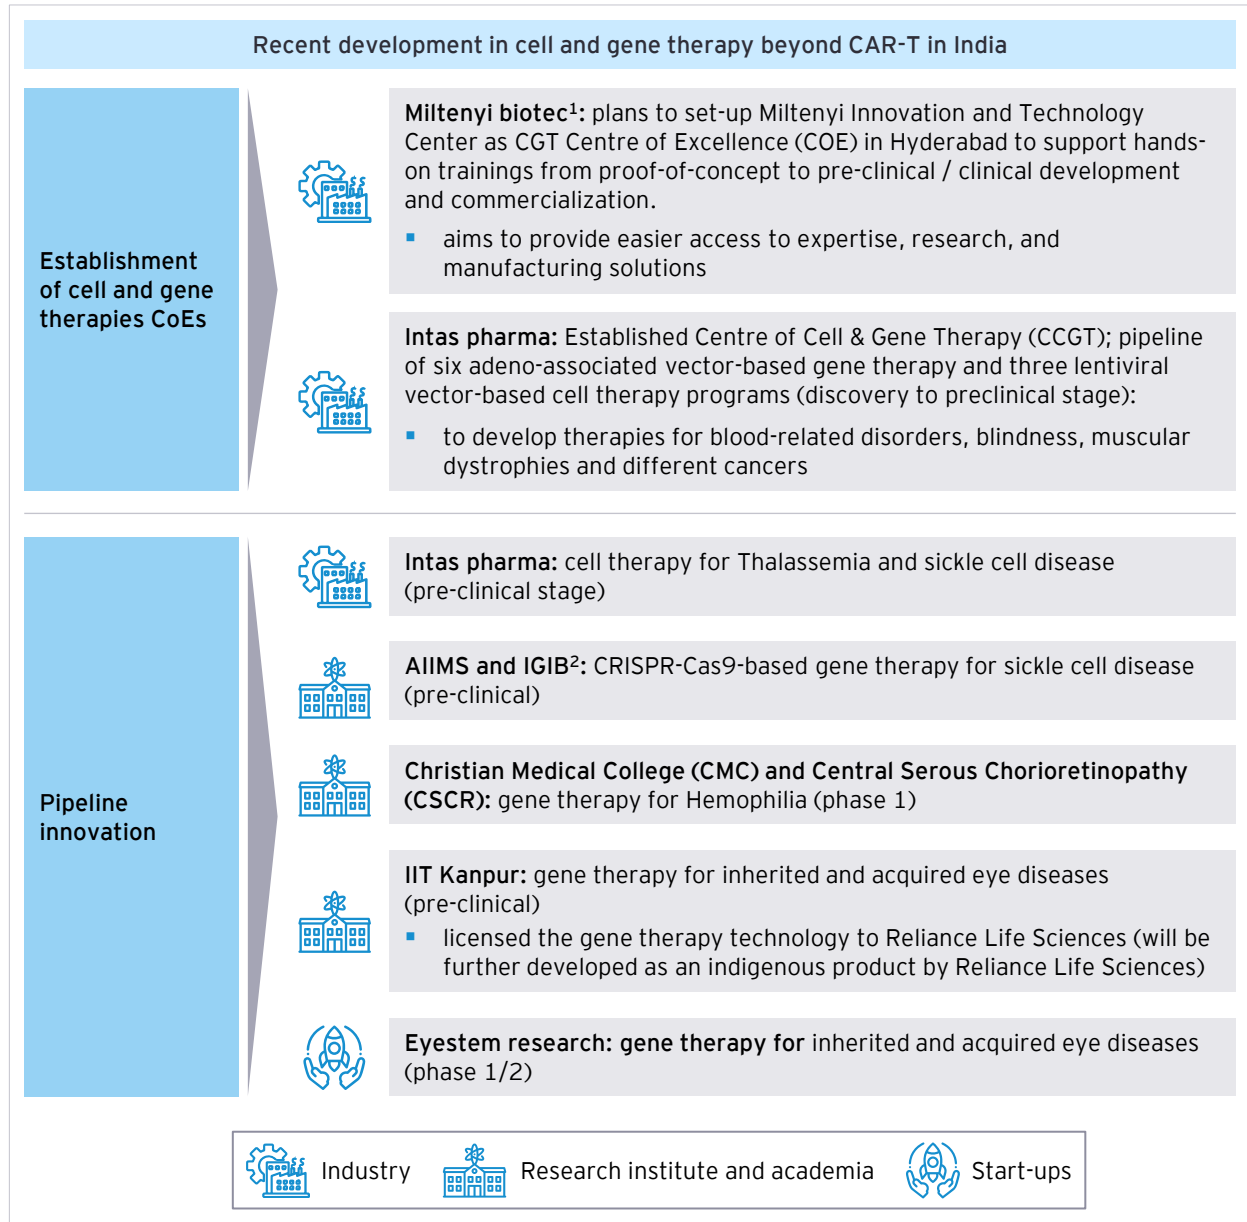 Recent development in cell and gene therapy beyond CAR-T in India
Establishment
of cell and gene
therapies CoEs
Miltenyi biotec¹: plans to set-up Miltenyi Innovation and Technology
Center as CGT Centre of Excellence (COE) in Hyderabad to support hands-
on trainings from proof-of-concept to pre-clinical / clinical development
and commercialization.
▪ aims to provide easier access to expertise, research, and
manufacturing solutions
Intas pharma: Established Centre of Cell & Gene Therapy (CCGT); pipeline
of six adeno-associated vector-based gene therapy and three lentiviral
vector-based cell therapy programs (discovery to preclinical stage):
▪ to develop therapies for blood-related disorders, blindness, muscular
dystrophies and different cancers
Pipeline
innovation
Intas pharma: cell therapy for Thalassemia and sickle cell disease
(pre-clinical stage)
AIIMS and IGIB²: CRISPR-Cas9-based gene therapy for sickle cell disease
(pre-clinical)
Christian Medical College (CMC) and Central Serous Chorioretinopathy
(CSCR): gene therapy for Hemophilia (phase 1)
IIT Kanpur: gene therapy for inherited and acquired eye diseases
(pre-clinical)
▪ licensed the gene therapy technology to Reliance Life Sciences (will be
further developed as an indigenous product by Reliance Life Sciences)
Eyestem research: gene therapy for inherited and acquired eye diseases
(phase 1/2)
Industry
Research institute and academia
Start-ups